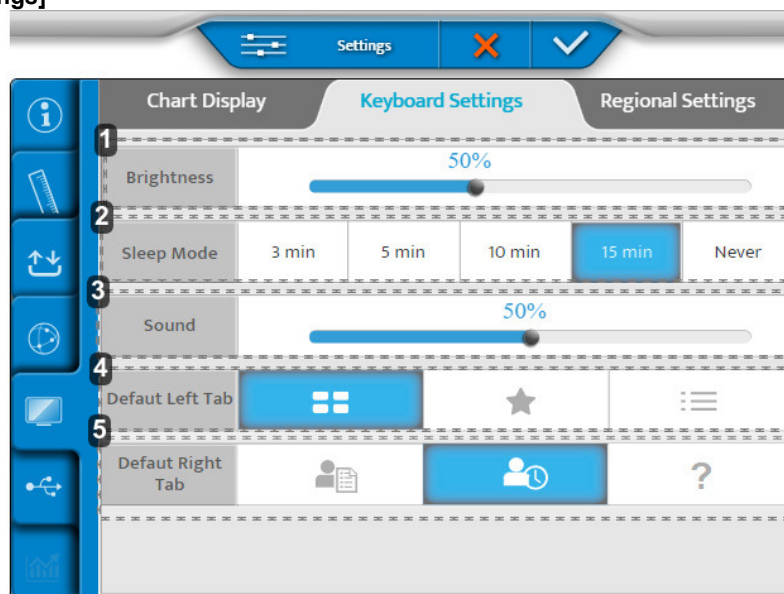 ngs]
Settings
Chart Display Keyboard Settings Regional Settings
1
50%
Brightness
2
Sleep Mode 3 min 5 min 10 min 15 min Never
3
50%
Sound
4
Defaut Left Tab
5
Defaut Right
Tab
?